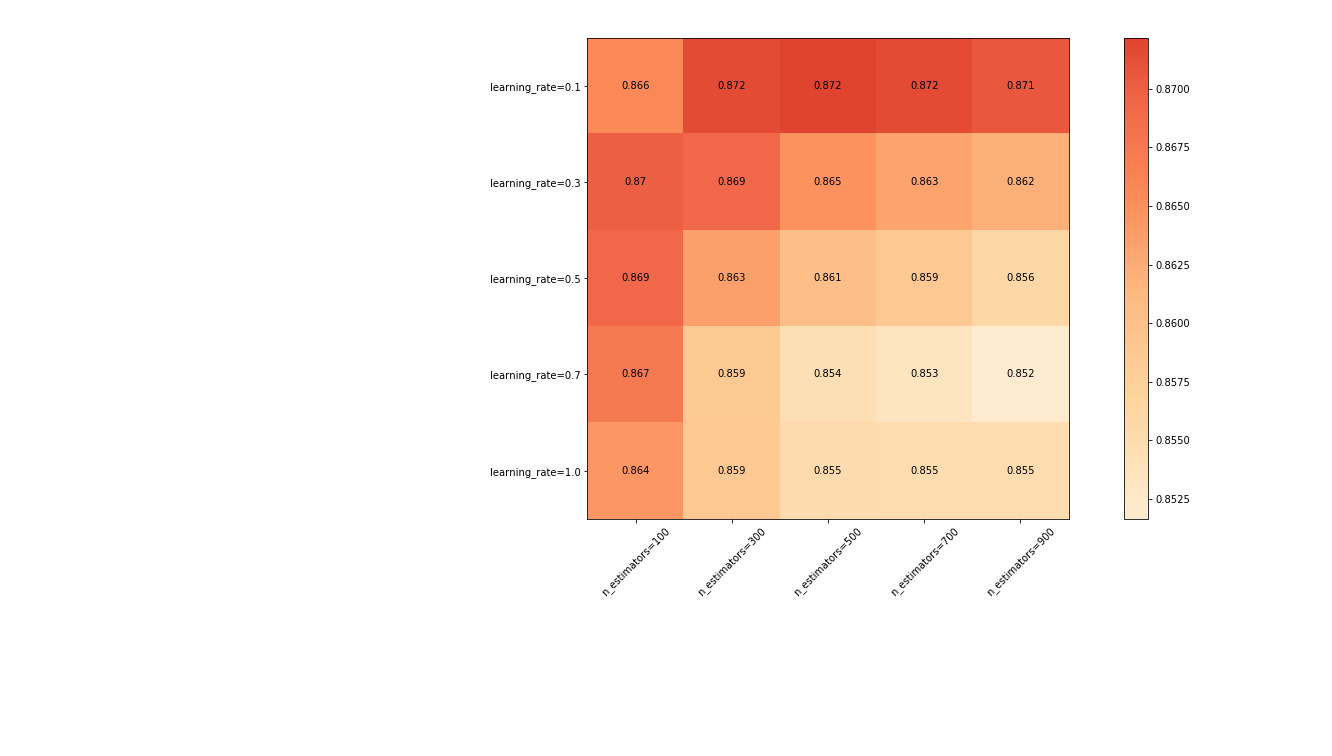 learning_rate=0.1 0.866 0.872 0.872 0.872 0.871
learning_rate=0.3 0.87 0.869 0.865 0.863 0.862
learning_rate=0.5 0.869 0.863 0.861 0.859 0.856
learning_rate=0.7 0.867 0.859 0.854 0.853 0.852
learning_rate=1.0 0.864 0.859 0.855 0.855 0.855
n_estimators=100
n_estimators=300
n_estimators=500
n_estimators=700
n_estimators=900
0.8700
0.8675
0.8650
0.8625
0.8600
0.8575
0.8550
0.8525